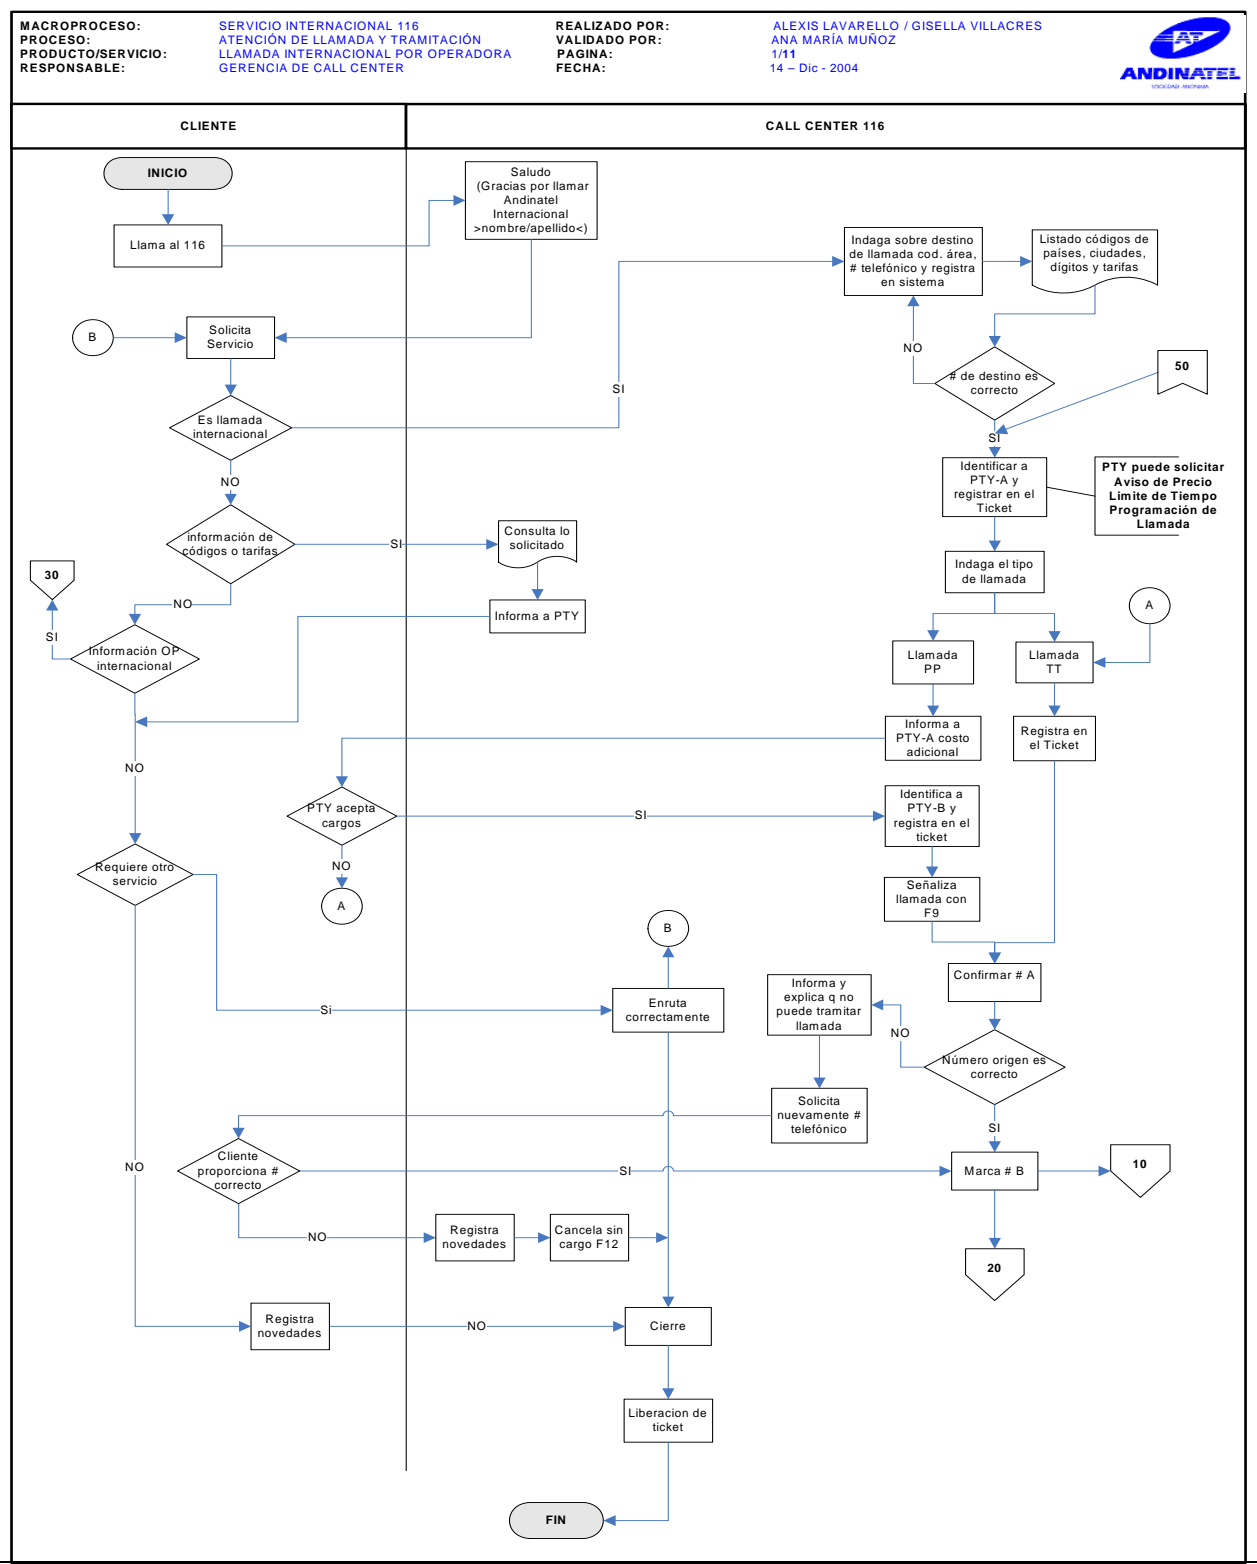 MACROPROCESO: SERVICIO INTERNACIONAL 116
PROCESO: ATENCIÓN DE LLAMADA Y TRAMITACIÓN
PRODUCTO/SERVICIO: LLAMADA INTERNACIONAL POR OPERADORA
RESPONSABLE: GERENCIA DE CALL CENTER
REALIZADO POR: ALEXIS LAVARELLO / GISELLA VILLACRES
VALIDADO POR: ANA MARÍA MUÑOZ
PAGINA: 1/11
FECHA: 14 – Dic - 2004
AT
ANDINATEL
SOCIEDAD ANONIMA
CLIENTE
CALL CENTER 116
INICIO
Llama al 116
Saludo
(Gracias por llamar
Andinatel
Internacional
>nombre/apellido<)
Indaga sobre destino
de llamada cod. área,
# telefónico y registra
en sistema
Listado códigos de
países, ciudades,
dígitos y tarifas
B
Solicita
Servicio
NO
# de destino es
correcto
50
SI
Es llamada
internacional
SI
NO
Identificar a
PTY-A y
registrar en el
Ticket
PTY puede solicitar
Aviso de Precio
Limite de Tiempo
Programación de
Llamada
información de
códigos o tarifas
SI
Consulta lo
solicitado
Indaga el tipo
de llamada
30
NO
Informa a PTY
A
SI
Información OP
internacional
Llamada
PP
Llamada
TT
Informa a
PTY-A costo
adicional
Registra en
el Ticket
NO
PTY acepta
cargos
SI
Identifica a
PTY-B y
registra en el
ticket
NO
Requiere otro
servicio
A
Señaliza
llamada con
F9
B
Confirmar # A
Si
Enruta
correctamente
Informa y
explica q no
puede tramitar
llamada
NO
Número origen es
correcto
Solicita
nuevamente #
telefónico
SI
NO
Cliente
proporciona #
correcto
SI
Marca # B
10
NO
Registra
novedades
Cancela sin
cargo F12
20
Registra
novedades
NO
Cierre
Liberacion de
ticket
FIN